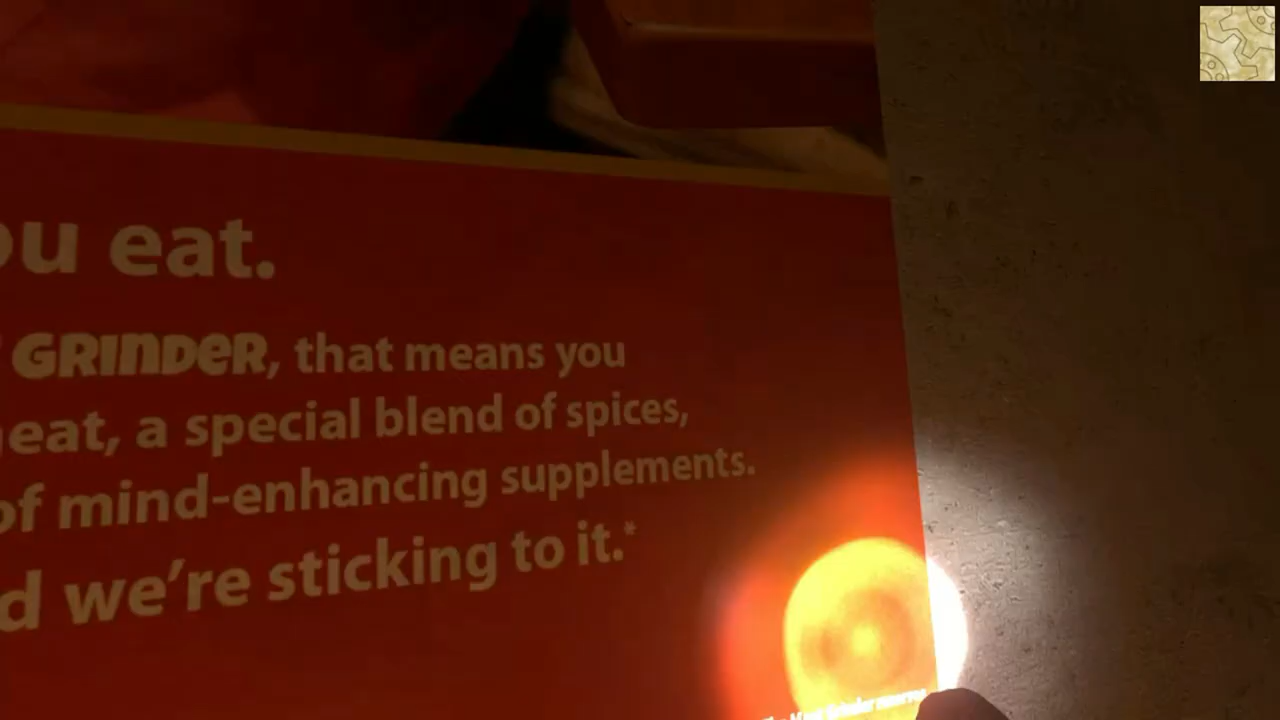 ou eat.
GRINDER, that means you
eat, a special blend of spices,
of mind-enhancing supplements.
d we're sticking to it.*